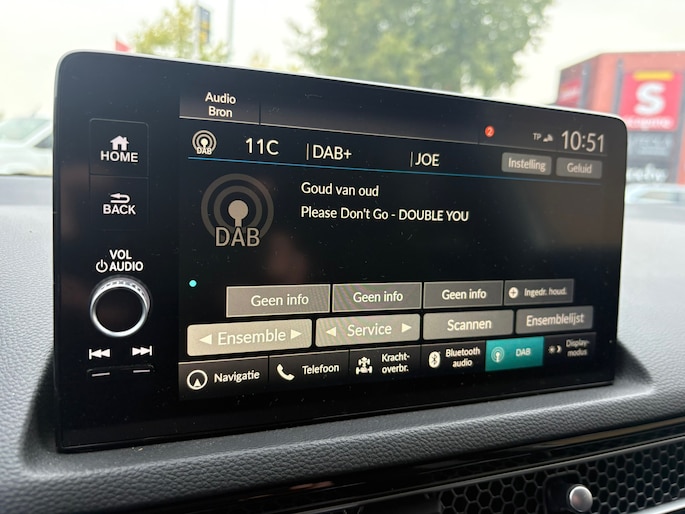 Audio
Bron
2
TP
10:51
HOME
DAB
11C
DAB+
JOE
Instelling
Geluid
Goud van oud
BACK
Please Don't Go - DOUBLE YOU
DAB
VOL
AUDIO
Geen info
Geen info
Geen info
Ingedr. houd.
Ensemble
Service
Scannen
Ensemblelijst
Navigatie
Telefoon
Kracht-
overbr.
Bluetooth
audio
DAB
Display-
modus
S